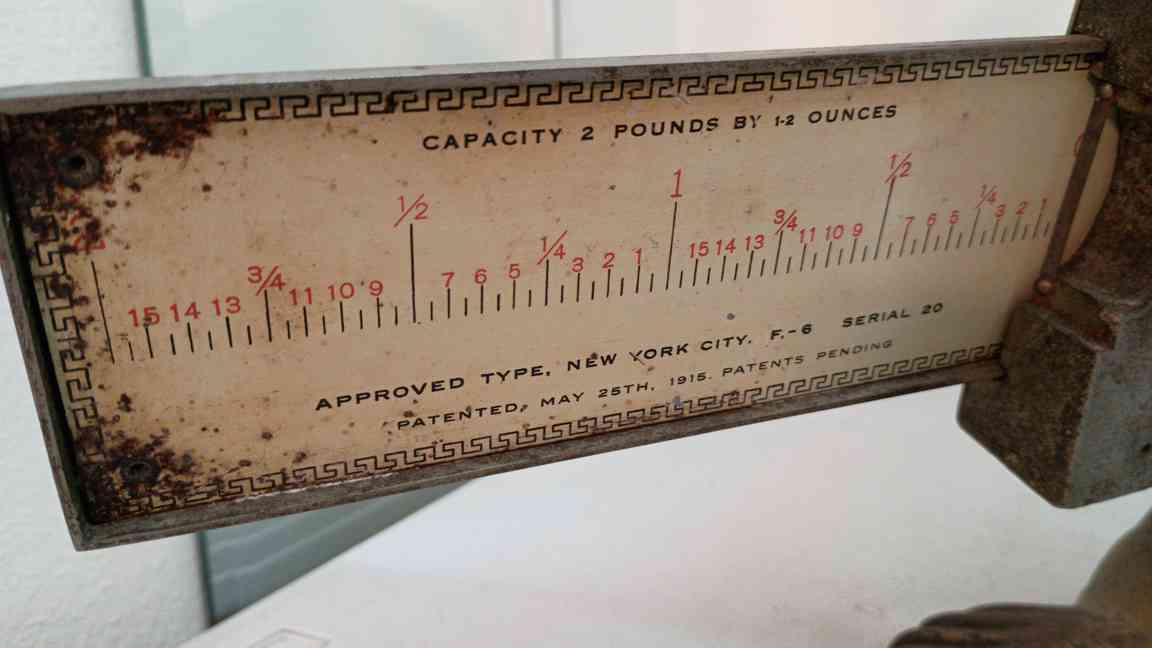 CAPACITY 2 POUNDS BY 1-2 OUNCES
15 14 13 3/4 11 10 9 1/2 7 6 5 1/4 3 2 1 1 15 14 13 3/4 11 10 9 1/2 7 6 5 1/4 3 2 1
APPROVED TYPE, NEW YORK CITY. F.-6 SERIAL 20
PATENTED, MAY 25TH, 1915. PATENTS PENDING